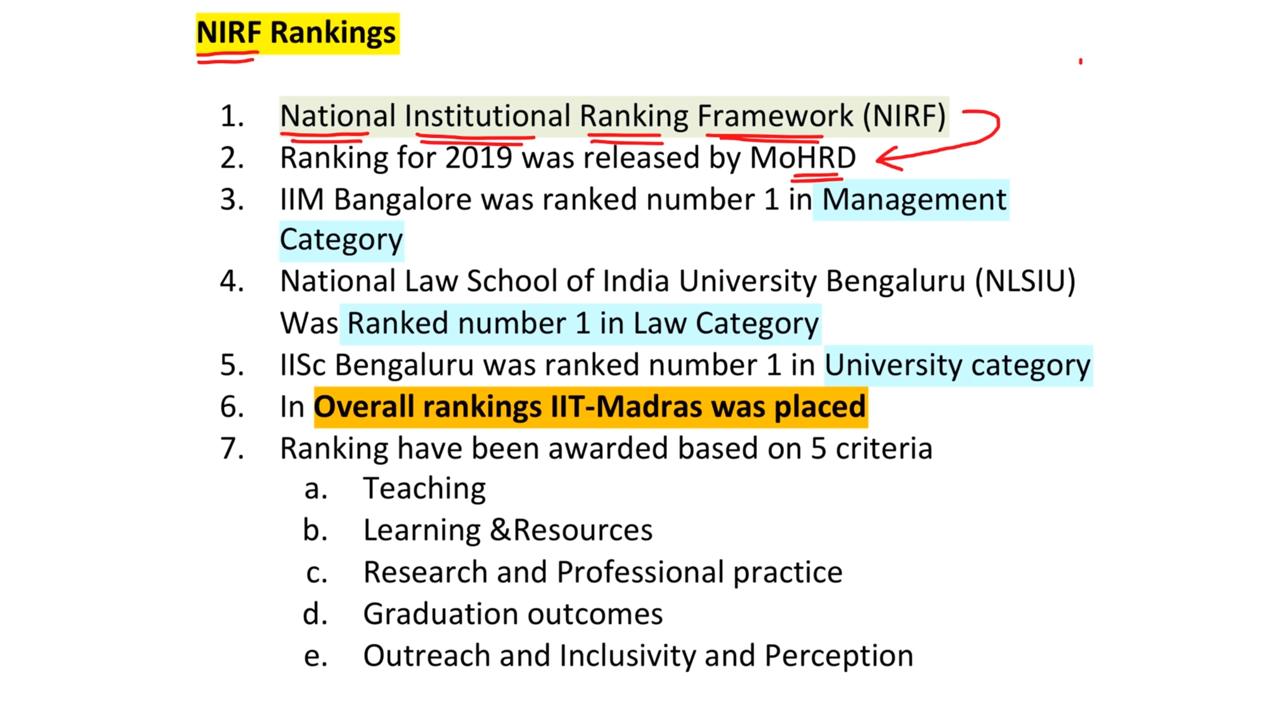 NIRF Rankings
1. National Institutional Ranking Framework (NIRF)
2. Ranking for 2019 was released by MoHRD
3. IIM Bangalore was ranked number 1 in Management
Category
4. National Law School of India University Bengaluru (NLSIU)
Was Ranked number 1 in Law Category
5. IISc Bengaluru was ranked number 1 in University category
6. In Overall rankings IIT-Madras was placed
7. Ranking have been awarded based on 5 criteria
a. Teaching
b. Learning &Resources
c. Research and Professional practice
d. Graduation outcomes
e. Outreach and Inclusivity and Perception